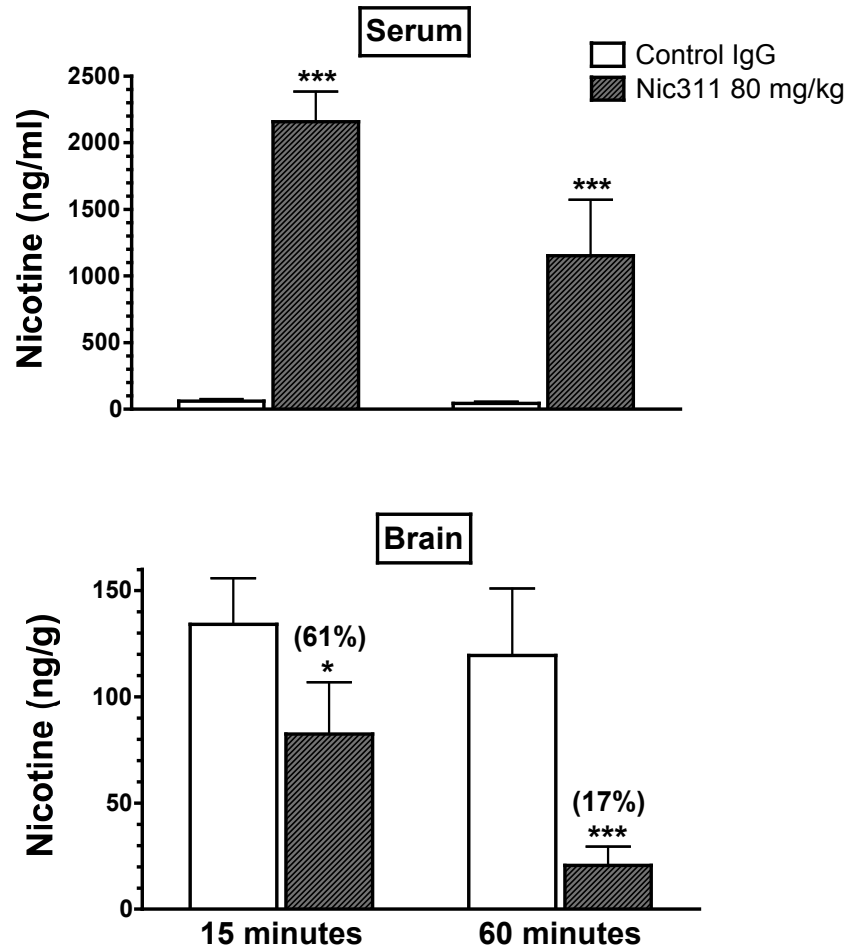 Serum
Control IgG
Nic311 80 mg/kg
Nicotine (ng/ml)
2500
2000
1500
1000
500
0
***
***
Brain
Nicotine (ng/g)
150
100
50
0
(61%)
*
(17%)
***
15 minutes 60 minutes